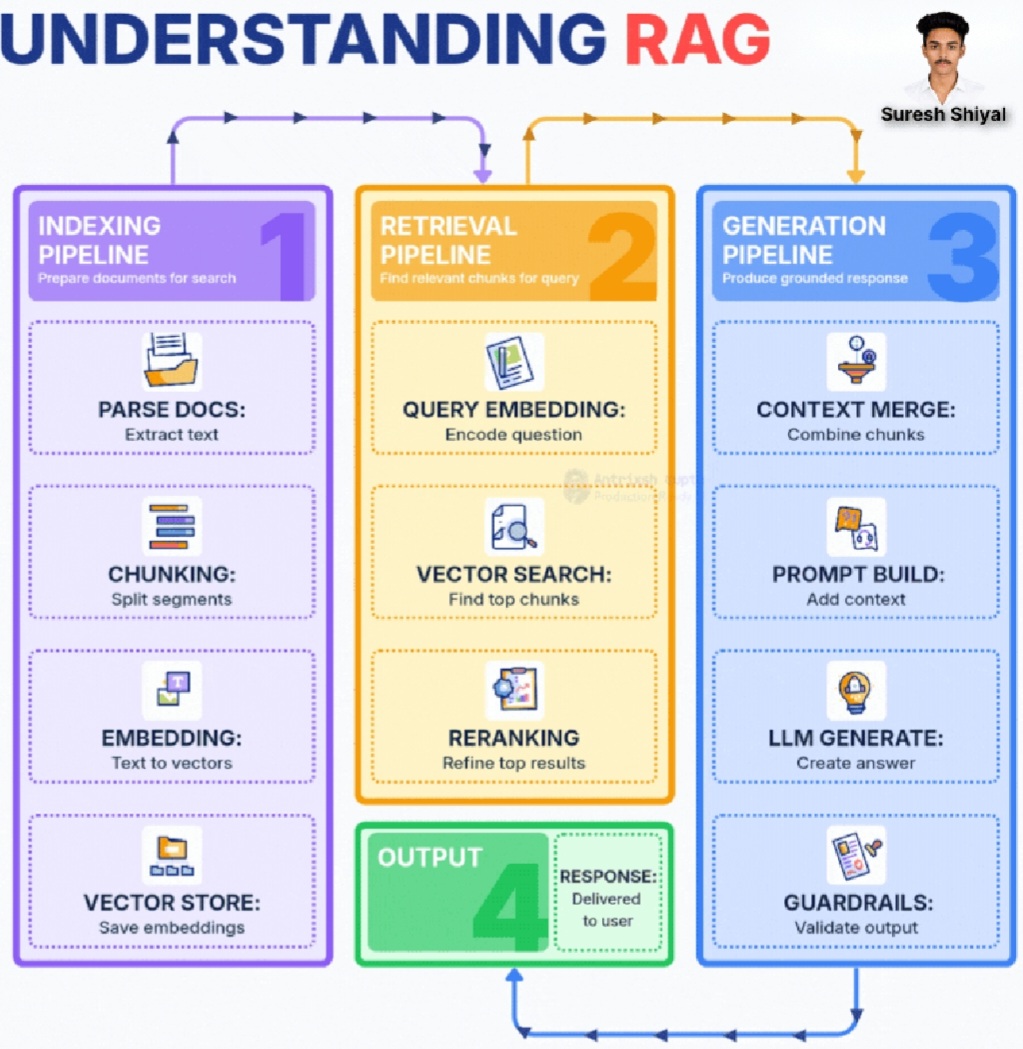 UNDERSTANDING RAG
Suresh Shiyal
INDEXING
PIPELINE
Prepare documents for search
1
PARSE DOCS:
Extract text
CHUNKING:
Split segments
EMBEDDING:
Text to vectors
VECTOR STORE:
Save embeddings
RETRIEVAL
PIPELINE
Find relevant chunks for query
2
QUERY EMBEDDING:
Encode question
VECTOR SEARCH:
Find top chunks
RERANKING
Refine top results
GENERATION
PIPELINE
Produce grounded response
3
CONTEXT MERGE:
Combine chunks
PROMPT BUILD:
Add context
LLM GENERATE:
Create answer
GUARDRAILS:
Validate output
OUTPUT
4
RESPONSE:
Delivered
to user